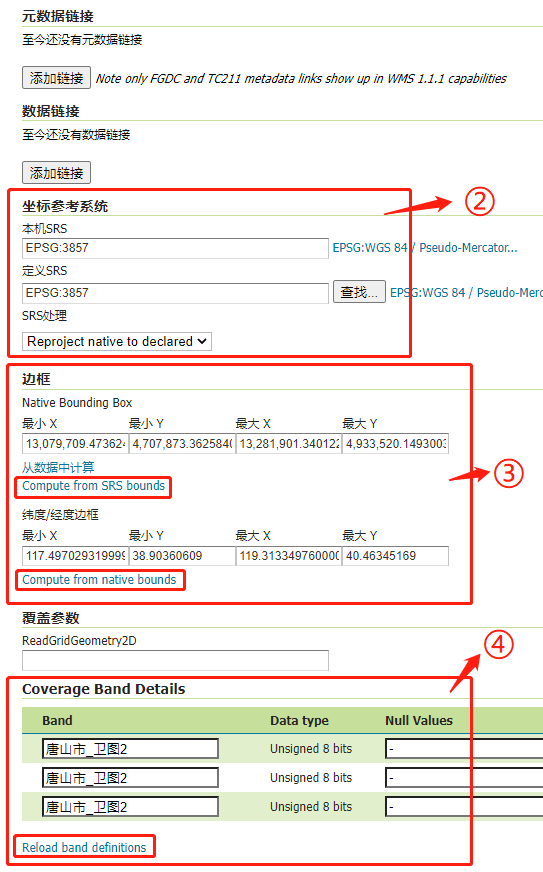 元数据链接
至今还没有元数据链接
添加链接 Note only FGDC and TC211 metadata links show up in WMS 1.1.1 capabilities
数据链接
至今还没有数据链接
添加链接
坐标参考系统 ②
本机SRS
EPSG:3857 EPSG:WGS 84 / Pseudo-Mercator...
定义SRS
EPSG:3857 查找... EPSG:WGS 84 / Pseudo-Merc
SRS处理
Reproject native to declared
边框
Native Bounding Box
最小 X 最小 Y 最大 X 最大 Y
13,079,709.473624 4,707,873.3625840 13,281,901.340122 4,933,520.1493003
从数据中计算
Compute from SRS bounds ③
纬度/经度边框
最小 X 最小 Y 最大 X 最大 Y
117.497029319999 38.90360609 119.313349760000 40.46345169
Compute from native bounds
覆盖参数
ReadGridGeometry2D ④
Coverage Band Details
Band Data type Null Values
唐山市_卫图2 Unsigned 8 bits -
唐山市_卫图2 Unsigned 8 bits -
唐山市_卫图2 Unsigned 8 bits -
Reload band definitions